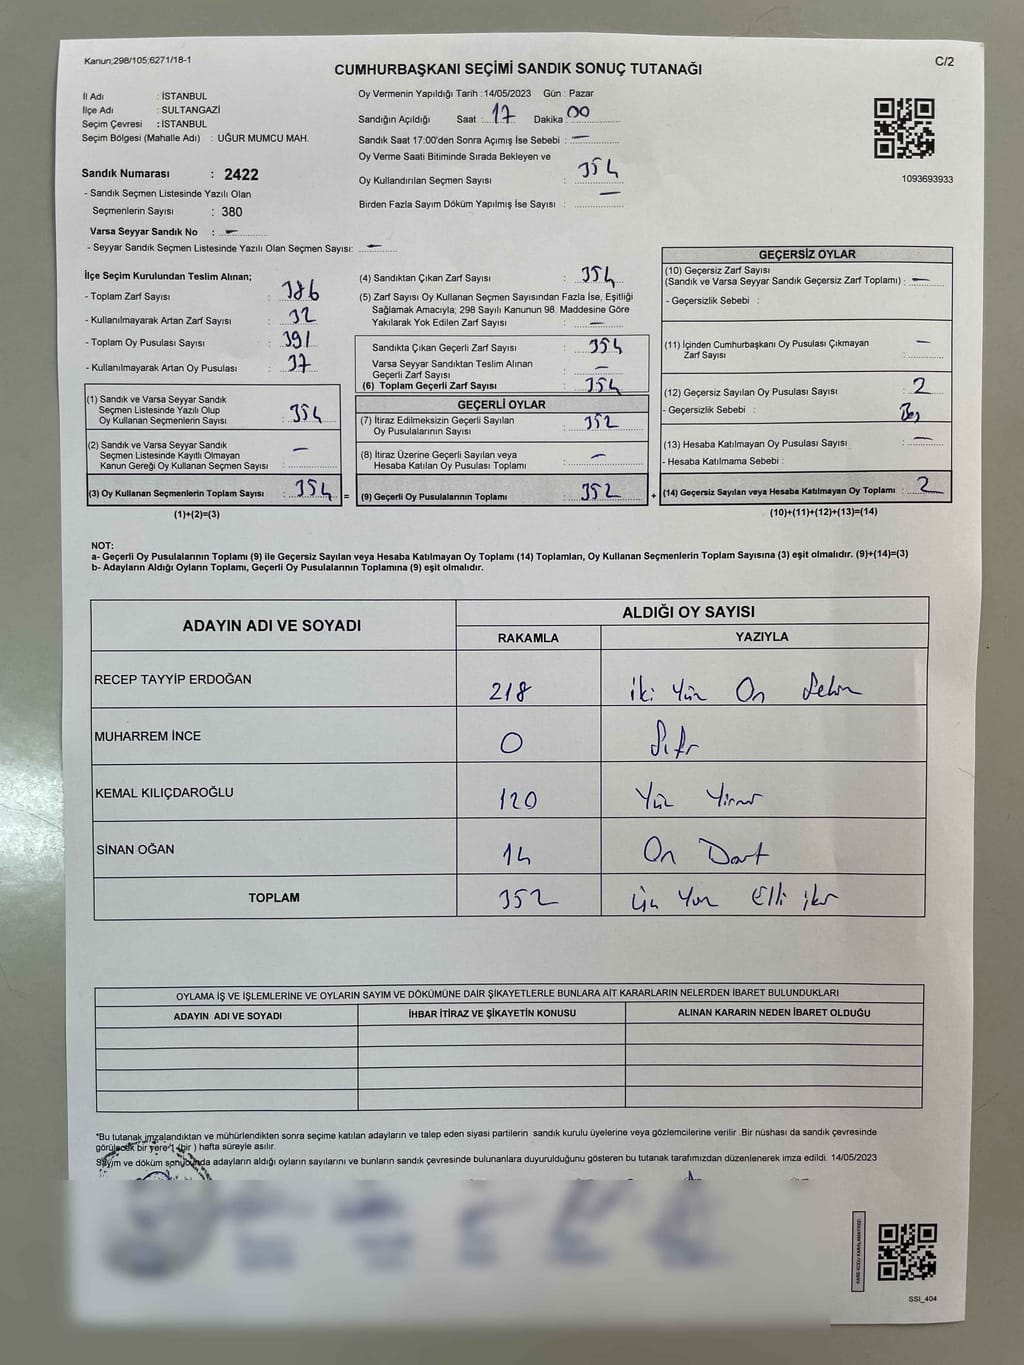 Kanun;298/105;6271/18-1
C/2
CUMHURBAŞKANI SEÇİMİ SANDIK SONUÇ TUTANAĞI
İl Adı : İSTANBUL
İlçe Adı : SULTANGAZİ
Seçim Çevresi : İSTANBUL
Seçim Bölgesi (Mahalle Adı) : UĞUR MUMCU MAH.
Sandık Numarası : 2422
- Sandık Seçmen Listesinde Yazılı Olan
Seçmenlerin Sayısı : 380
Varsa Seyyar Sandık No : –
- Seyyar Sandık Seçmen Listesinde Yazılı Olan Seçmen Sayısı: –
Oy Vermenin Yapıldığı Tarih :14/05/2023 Gün : Pazar
Sandığın Açıldığı Saat : 17 Dakika : 00
Sandık Saat 17:00'den Sonra Açımış İse Sebebi : –
Oy Verme Saati Bitiminde Sırada Bekleyen ve
Oy Kullandırılan Seçmen Sayısı : 354
Birden Fazla Sayım Döküm Yapılmış İse Sayısı : –
1093693933
İlçe Seçim Kurulundan Teslim Alınan;
- Toplam Zarf Sayısı : 386
- Kullanılmayarak Artan Zarf Sayısı : 32
- Toplam Oy Pusulası Sayısı : 391
- Kullanılmayarak Artan Oy Pusulası : 37
(1) Sandık ve Varsa Seyyar Sandık
Seçmen Listesinde Yazılı Olup
Oy Kullanan Seçmenlerin Sayısı : 354
(2) Sandık ve Varsa Seyyar Sandık
Seçmen Listesinde Kayıtlı Olmayan
Kanun Gereği Oy Kullanan Seçmen Sayısı : –
(3) Oy Kullanan Seçmenlerin Toplam Sayısı : 354 =
(1)+(2)=(3)
(4) Sandıktan Çıkan Zarf Sayısı : 354
(5) Zarf Sayısı Oy Kullanan Seçmen Sayısından Fazla İse, Eşitliği
Sağlamak Amacıyla; 298 Sayılı Kanunun 98. Maddesine Göre
Yakılarak Yok Edilen Zarf Sayısı : –
Sandıkta Çıkan Geçerli Zarf Sayısı : 354
Varsa Seyyar Sandıktan Teslim Alınan
Geçerli Zarf Sayısı : –
(6) Toplam Geçerli Zarf Sayısı : 354
GEÇERLİ OYLAR
(7) İtiraz Edilmeksizin Geçerli Sayılan
Oy Pusulalarının Sayısı : 352
(8) İtiraz Üzerine Geçerli Sayılan veya
Hesaba Katılan Oy Pusulası Toplamı : –
(9) Geçerli Oy Pusulalarının Toplamı : 352 +
GEÇERSİZ OYLAR
(10) Geçersiz Zarf Sayısı
(Sandık ve Varsa Seyyar Sandık Geçersiz Zarf Toplamı) : –
- Geçersizlik Sebebi :
(11) İçinden Cumhurbaşkanı Oy Pusulası Çıkmayan
Zarf Sayısı : –
(12) Geçersiz Sayılan Oy Pusulası Sayısı : 2
- Geçersizlik Sebebi : Boş
(13) Hesaba Katılmayan Oy Pusulası Sayısı : –
- Hesaba Katılmama Sebebi :
(14) Geçersiz Sayılan veya Hesaba Katılmayan Oy Toplamı : 2
(10)+(11)+(12)+(13)=(14)
NOT:
a- Geçerli Oy Pusulalarının Toplamı (9) ile Geçersiz Sayılan veya Hesaba Katılmayan Oy Toplamı (14) Toplamları, Oy Kullanan Seçmenlerin Toplam Sayısına (3) eşit olmalıdır. (9)+(14)=(3)
b- Adayların Aldığı Oyların Toplamı, Geçerli Oy Pusulalarının Toplamına (9) eşit olmalıdır.
ADAYIN ADI VE SOYADI ALDIĞI OY SAYISI
RAKAMLA YAZIYLA
RECEP TAYYİP ERDOĞAN 218 İki Yüz On Sekiz
MUHARREM İNCE 0 Sıfır
KEMAL KILIÇDAROĞLU 120 Yüz Yirmi
SİNAN OĞAN 14 On Dört
TOPLAM 352 Üç Yüz Elli iki
OYLAMA İŞ VE İŞLEMLERİNE VE OYLARIN SAYIM VE DÖKÜMÜNE DAİR ŞİKAYETLERLE BUNLARA AİT KARARLARIN NELERDEN İBARET BULUNDUKLARI
ADAYIN ADI VE SOYADI İHBAR İTİRAZ VE ŞİKAYETİN KONUSU ALINAN KARARIN NEDEN İBARET OLDUĞU
*Bu tutanak imzalandıktan ve mühürlendikten sonra seçime katılan adayların ve talep eden siyasi partilerin sandık kurulu üyelerine veya gözlemcilerine verilir .Bir nüshası da sandık çevresinde
görülecek bir yere 1 (bir ) hafta süreyle asılır.
Sayım ve döküm sonucunda adayların aldığı oyların sayılarını ve bunların sandık çevresinde bulunanlara duyurulduğunu gösteren bu tutanak tarafımızdan düzenlenerek imza edildi. 14/05/2023
KARE KODU KARALAMAYINIZ!
SSI_404